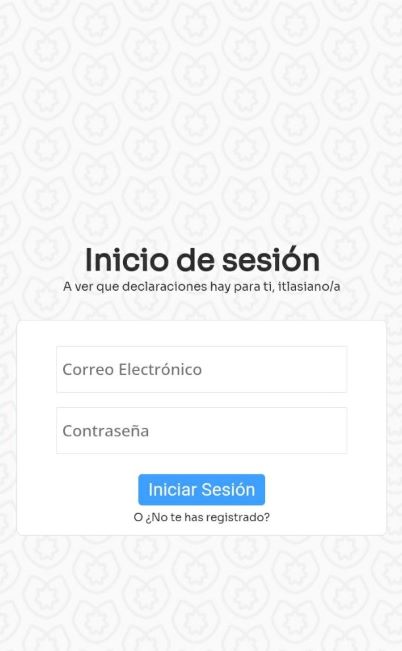 Inicio de sesión
A ver que declaraciones hay para ti, itlasiano/a
Correo Electrónico
Contraseña
Iniciar Sesión
O ¿No te has registrado?